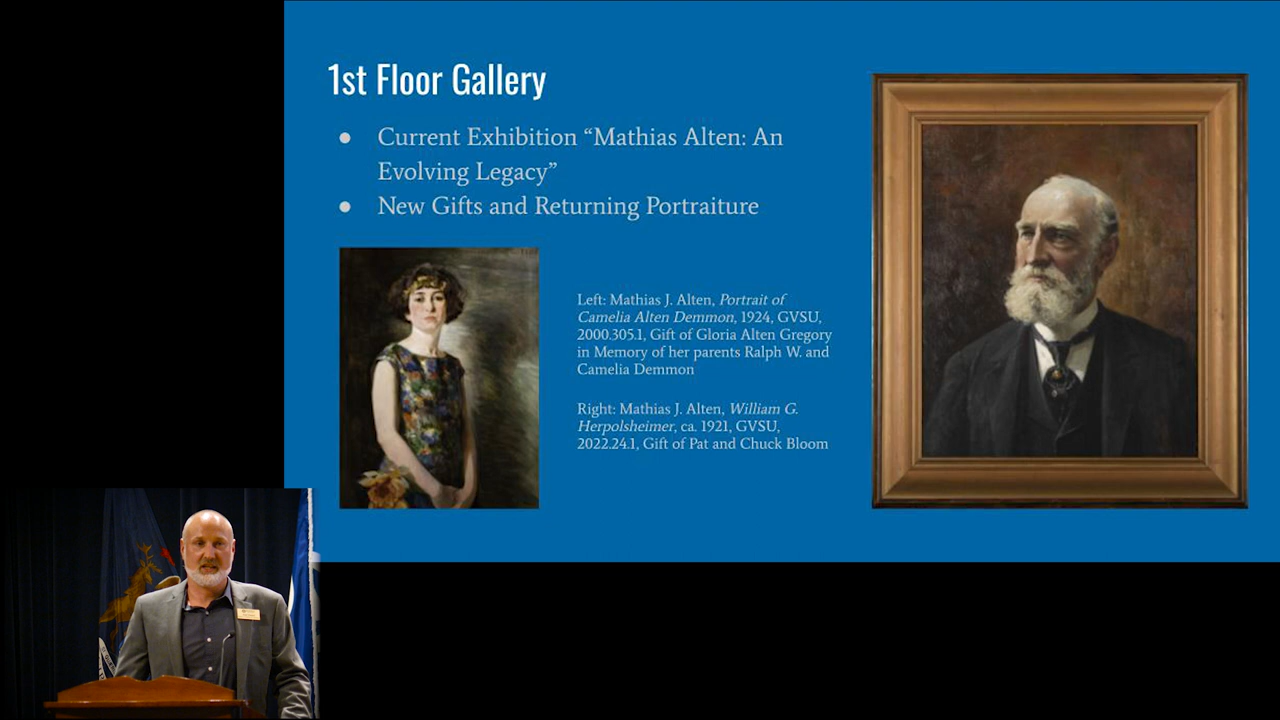 1st Floor Gallery
● Current Exhibition “Mathias Alten: An
Evolving Legacy”
● New Gifts and Returning Portraiture
Left: Mathias J. Alten, Portrait of
Camelia Alten Demmon, 1924, GVSU,
2000.305.1, Gift of Gloria Alten Gregory
in Memory of her parents Ralph W. and
Camelia Demmon
Right: Mathias J. Alten, William G.
Herpolsheimer, ca. 1921, GVSU,
2022.24.1, Gift of Pat and Chuck Bloom